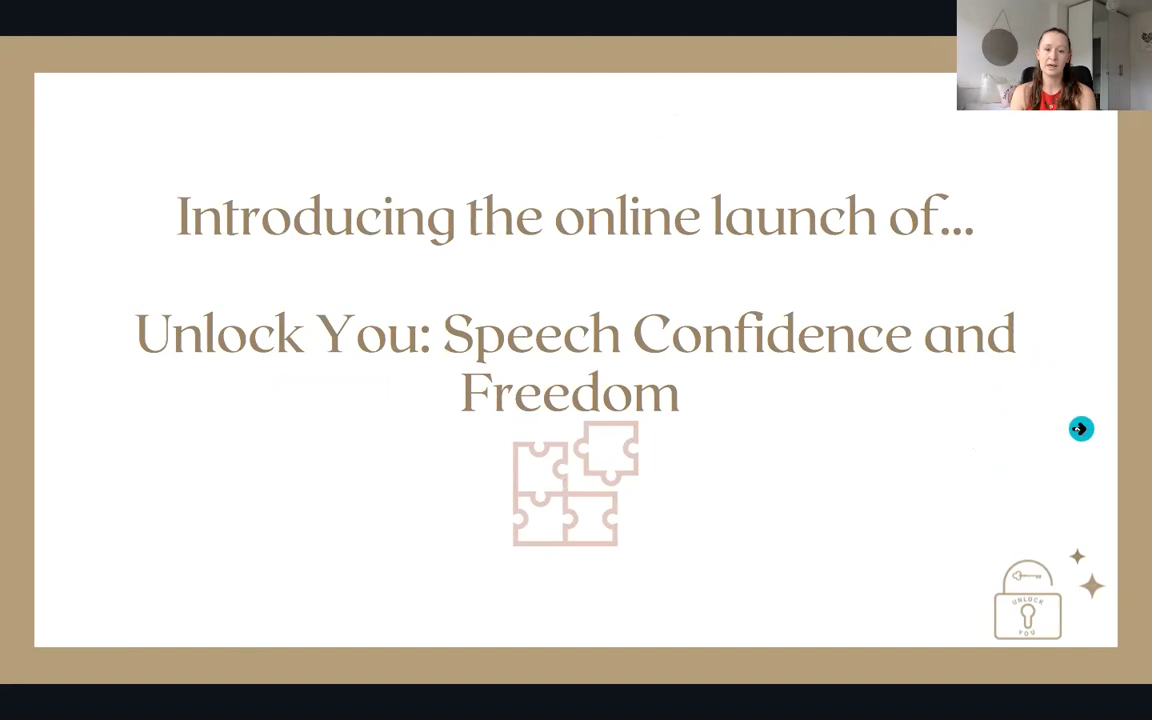 Introducing the online launch of...
Unlock You: Speech Confidence and
Freedom
UNLOCK
YOU